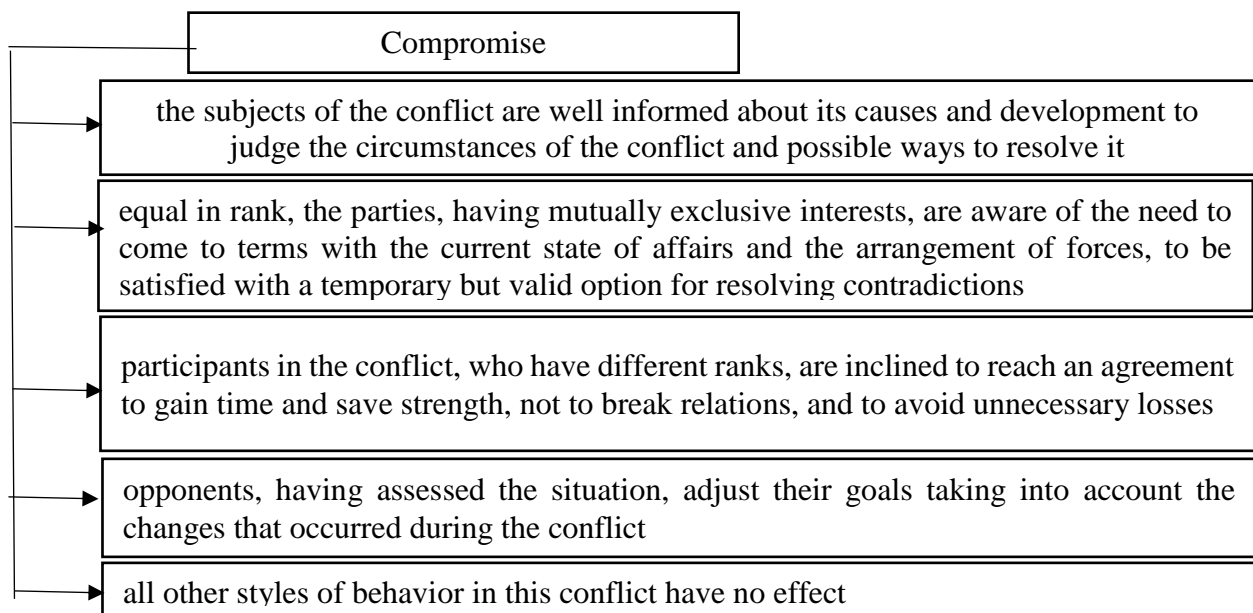 Compromise
the subjects of the conflict are well informed about its causes and development to
judge the circumstances of the conflict and possible ways to resolve it
equal in rank, the parties, having mutually exclusive interests, are aware of the need to
come to terms with the current state of affairs and the arrangement of forces, to be
satisfied with a temporary but valid option for resolving contradictions
participants in the conflict, who have different ranks, are inclined to reach an agreement
to gain time and save strength, not to break relations, and to avoid unnecessary losses
opponents, having assessed the situation, adjust their goals taking into account the
changes that occurred during the conflict
all other styles of behavior in this conflict have no effect